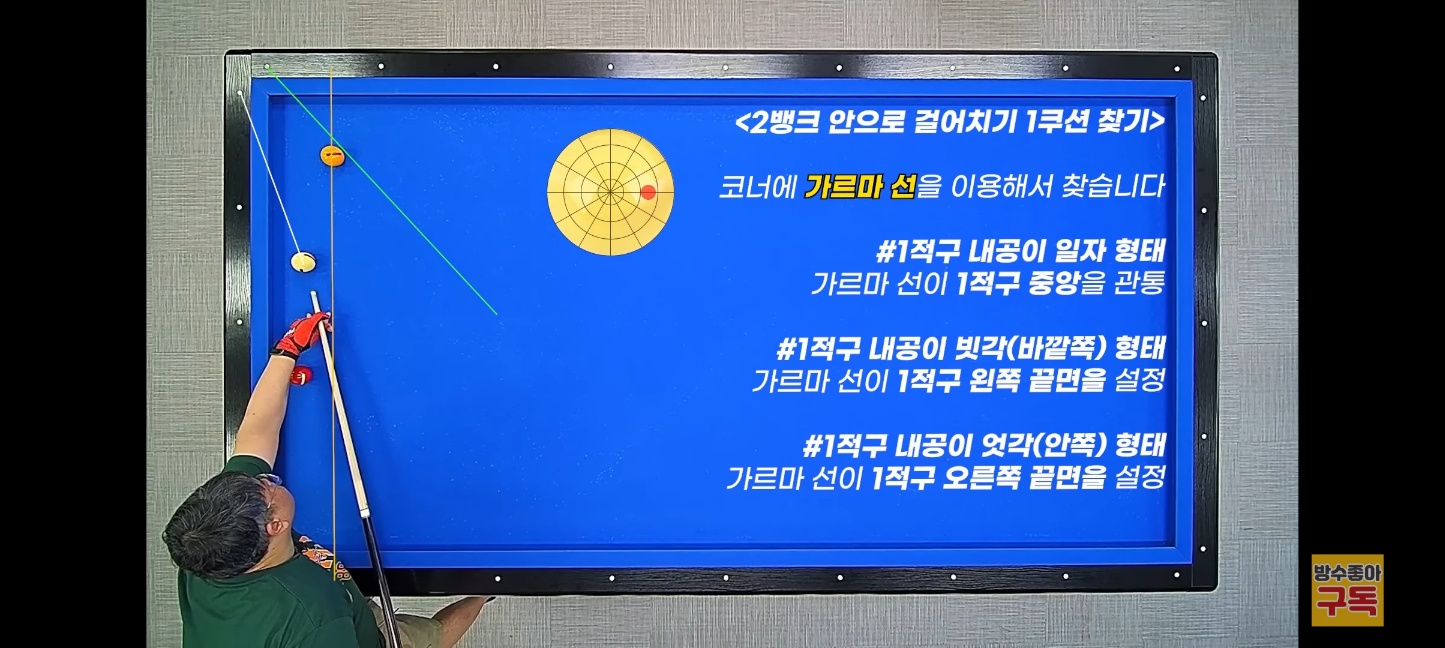 <2뱅크 안으로 걸어치기 1쿠션 찾기>
코너에 가르마 선을 이용해서 찾습니다
#1적구 내공이 일자 형태
가르마 선이 1적구 중앙을 관통
#1적구 내공이 빗각(바깥쪽) 형태
가르마 선이 1적구 왼쪽 끝면을 설정
#1적구 내공이 엇각(안쪽) 형태
가르마 선이 1적구 오른쪽 끝면을 설정
방수좋아
구독